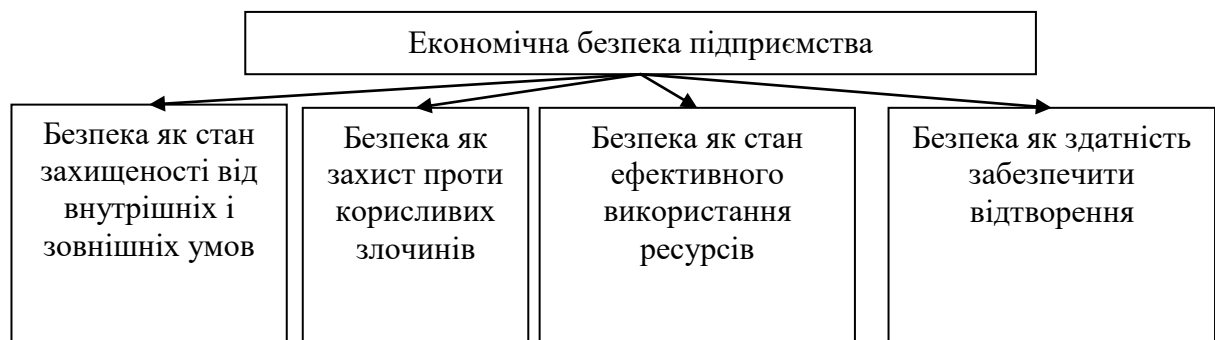 Економічна безпека підприємства
Безпека як стан
захищеності від
внутрішніх і
зовнішніх умов
Безпека як
захист проти
корисливих
злочинів
Безпека як стан
ефективного
використання
ресурсів
Безпека як здатність
забезпечити
відтворення